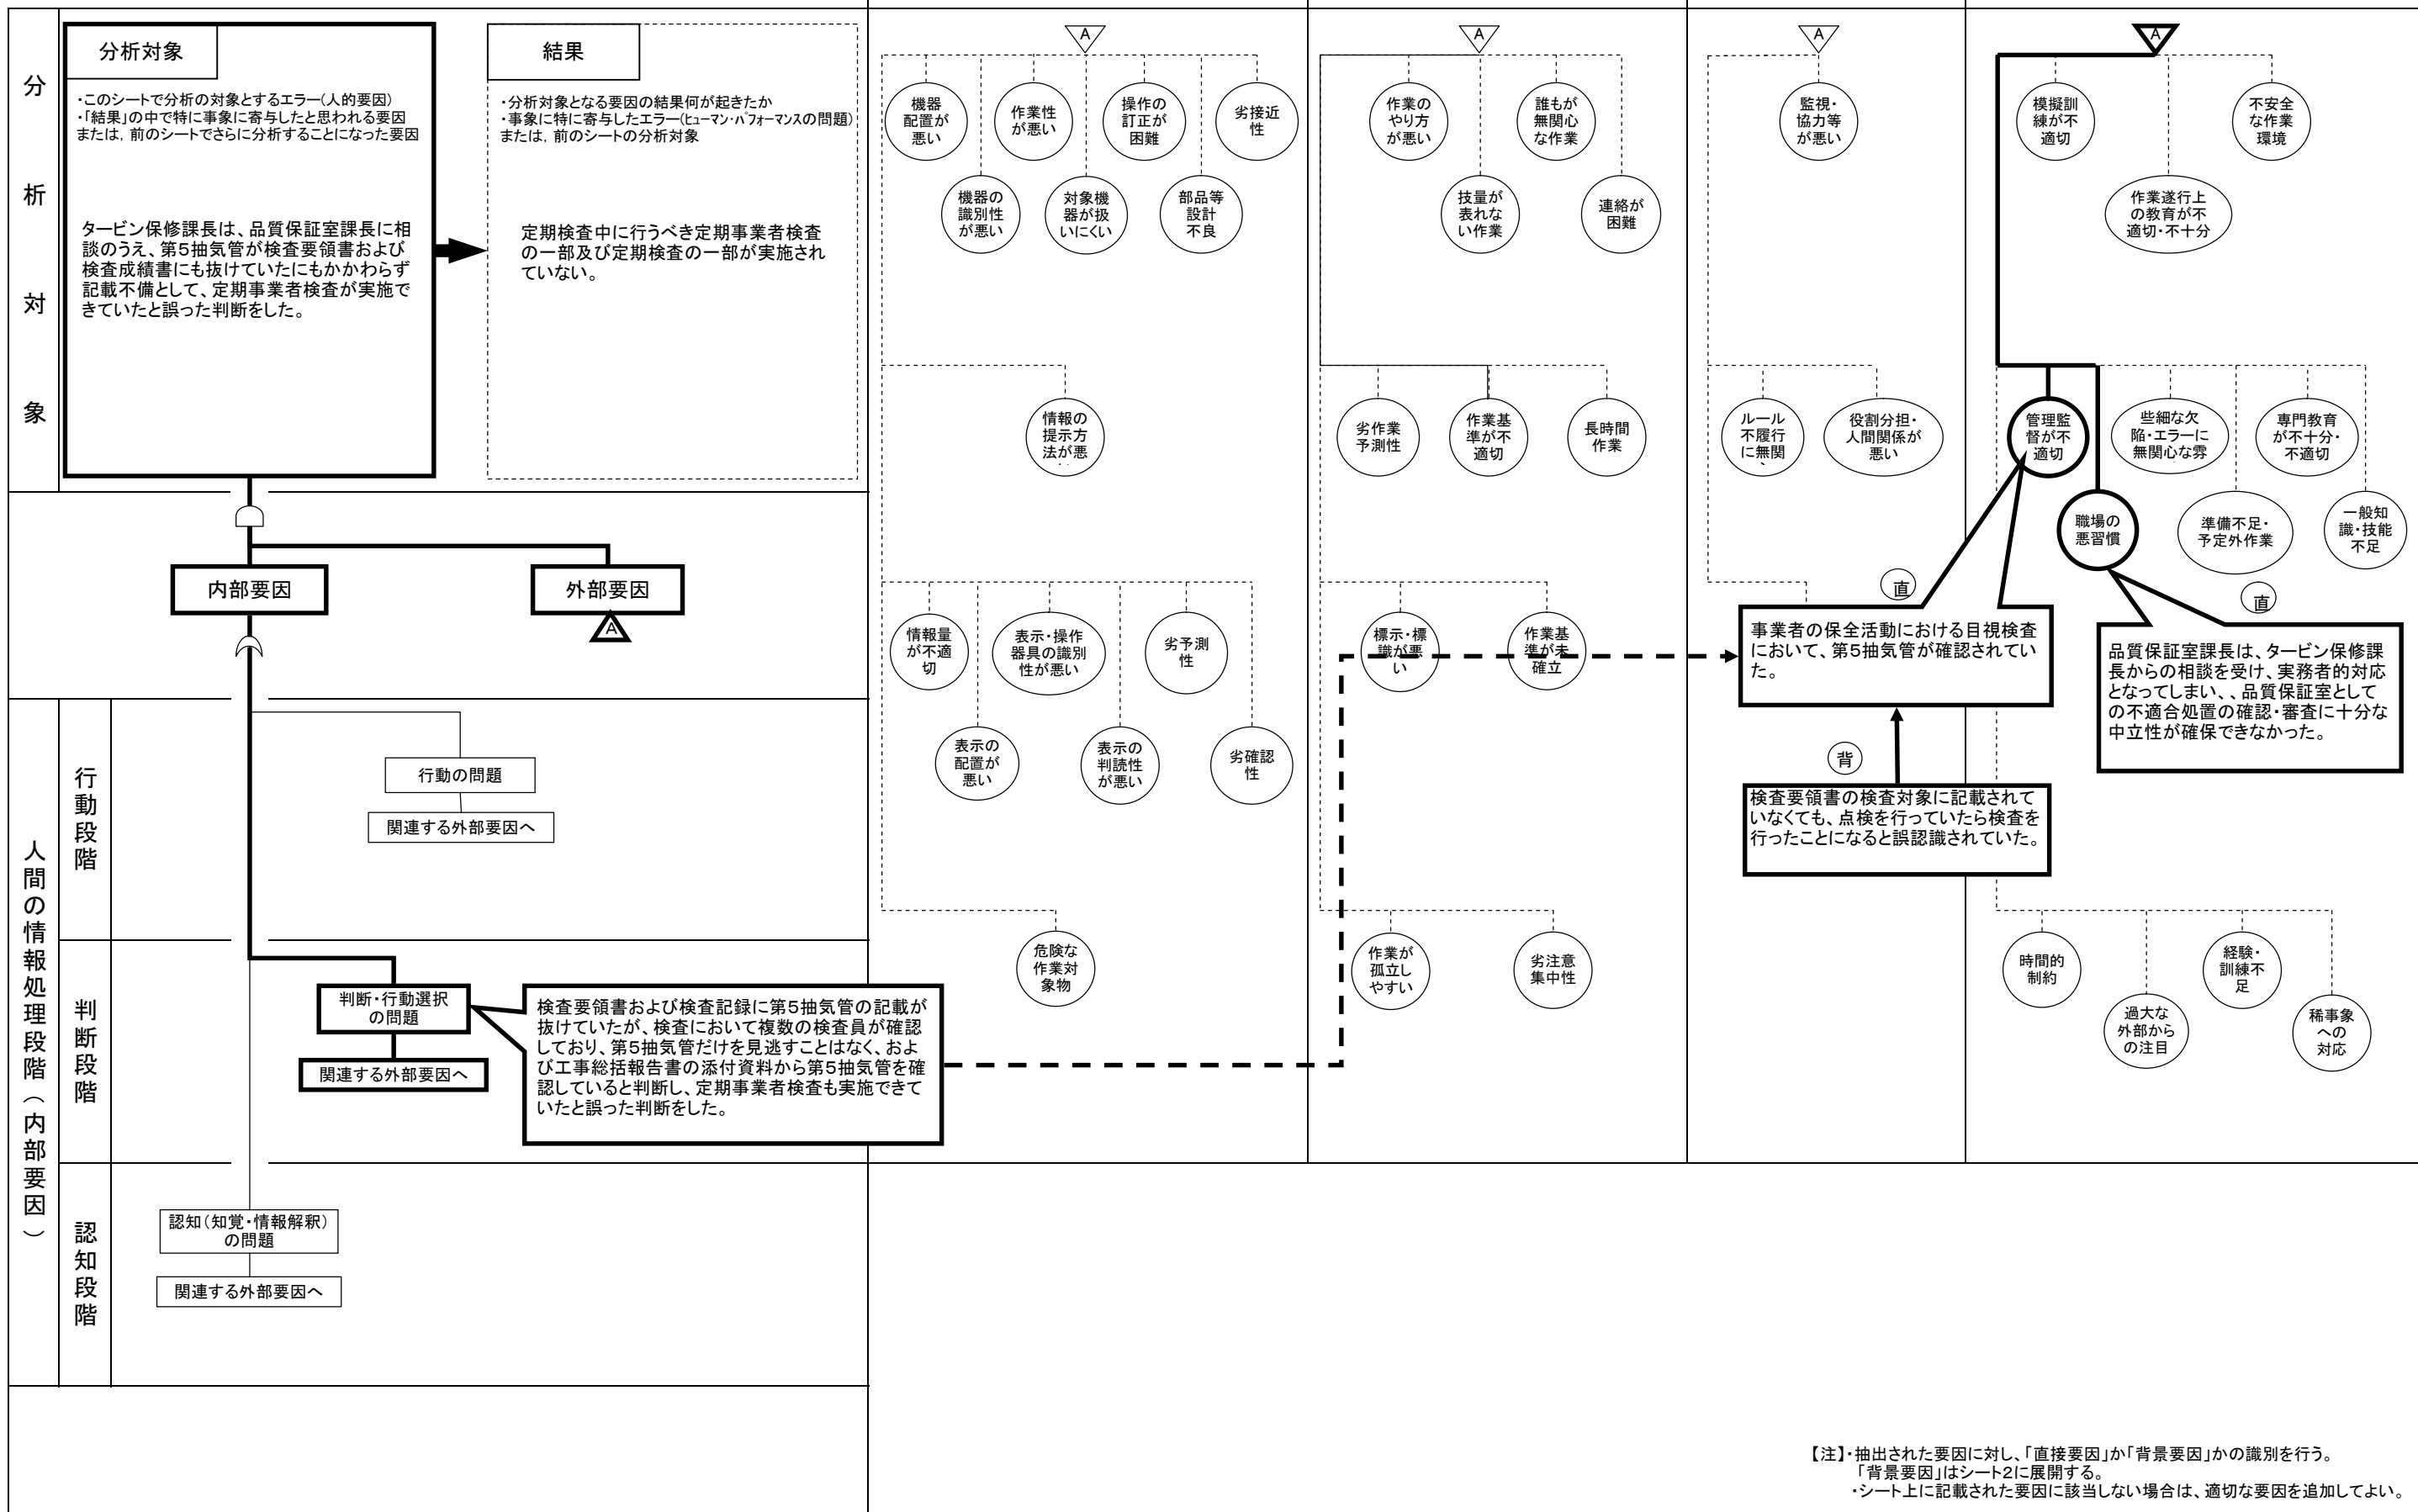 分析対象
分析対象
・このシートで分析の対象とするエラー(人的要因)
・「結果」の中で特に事象に寄与したと思われる要因
または, 前のシートでさらに分析することになった要因
タービン保修課長は、品質保証室課長に相
談のうえ、第5抽気管が検査要領書および
検査成績書にも抜けていたにもかかわらず
記載不備として、定期事業者検査が実施で
きていたと誤った判断をした。
結果
・分析対象となる要因の結果何が起きたか
・事象に特に寄与したエラー(ヒューマン・パフォーマンスの問題)
または, 前のシートの分析対象
定期検査中に行うべき定期事業者検査
の一部及び定期検査の一部が実施され
ていない。
内部要因
外部要因
A
人間の情報処理段階(内部要因)
行動段階
行動の問題
関連する外部要因へ
判断段階
判断・行動選択
の問題
関連する外部要因へ
検査要領書および検査記録に第5抽気管の記載が
抜けていたが、検査において複数の検査員が確認
しており、第5抽気管だけを見逃すことはなく、およ
び工事総括報告書の添付資料から第5抽気管を確
認していると判断し、定期事業者検査も実施できて
いたと誤った判断をした。
認知段階
認知(知覚・情報解釈)
の問題
関連する外部要因へ
A
機器
配置が
悪い
作業性
が悪い
操作の
訂正が
困難
劣接近
性
機器の
識別性
が悪い
対象機
器が扱
いにくい
部品等
設計
不良
情報の
提示方
法が悪
情報量
が不適
切
表示・操作
器具の識別
性が悪い
劣予測
性
表示の
配置が
悪い
表示の
判読性
が悪い
劣確認
性
危険な
作業対
象物
A
作業の
やり方
が悪い
誰もが
無関心
な作業
技量が
表れな
い作業
連絡が
困難
劣作業
予測性
作業基
準が不
適切
長時間
作業
標示・標
識が悪
い
作業基
準が未
確立
作業が
孤立し
やすい
劣注意
集中性
A
監視・
協力等
が悪い
ルール
不履行
に無関
役割分担・
人間関係が
悪い
直
事業者の保全活動における目視検査
において、第5抽気管が確認されてい
た。
背
検査要領書の検査対象に記載されて
いなくても、点検を行っていたら検査を
行ったことになると誤認識されていた。
A
模擬訓
練が不
適切
不安全
な作業
環境
作業遂行上
の教育が不
適切・不十分
管理監
督が不
適切
些細な欠
陥・エラーに
無関心な雰
専門教育
が不十分・
不適切
職場の
悪習慣
準備不足・
予定外作業
一般知
識・技能
不足
直
品質保証室課長は、タービン保修課
長からの相談を受け、実務者的対応
となってしまい、、品質保証室として
の不適合処置の確認・審査に十分な
中立性が確保できなかった。
時間的
制約
経験・
訓練不
足
過大な
外部から
の注目
稀事象
への
対応
【注】・抽出された要因に対し、「直接要因」か「背景要因」かの識別を行う。
「背景要因」はシート2に展開する。
・シート上に記載された要因に該当しない場合は、適切な要因を追加してよい。